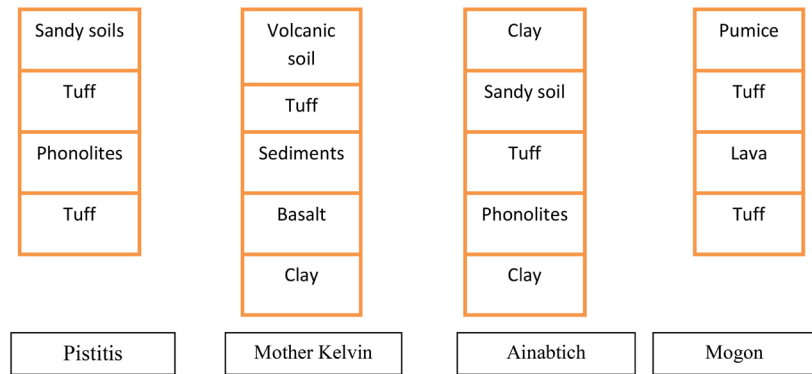 Sandy soils
Tuff
Phonolites
Tuff
Pistitis
Volcanic
soil
Tuff
Sediments
Basalt
Clay
Mother Kelvin
Clay
Sandy soil
Tuff
Phonolites
Clay
Ainabtich
Pumice
Tuff
Lava
Tuff
Mogon